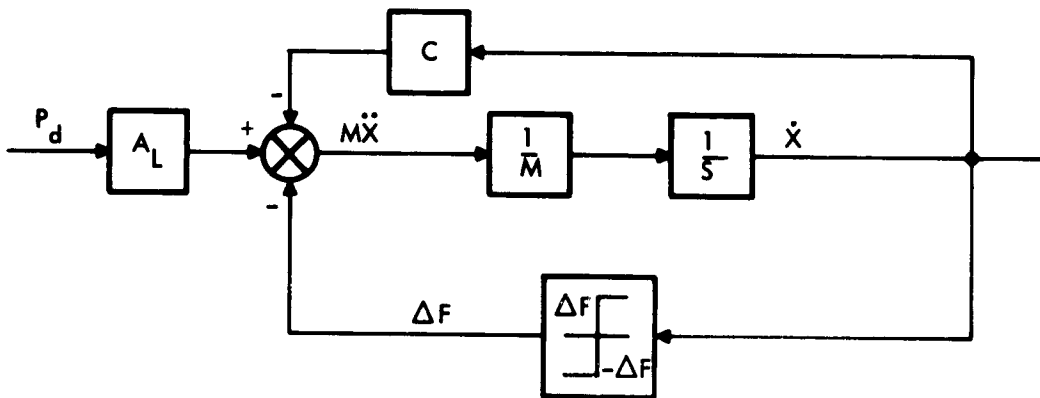 C
-
P_d
A_L
+
MẌ
1/M
1/S
Ẋ
-
ΔF
ΔF
-ΔF